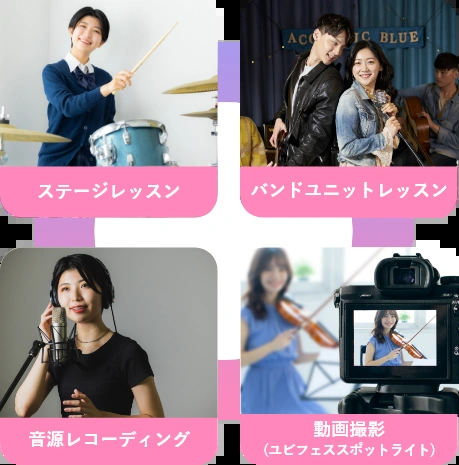 ACOUSTIC BLUE
ステージレッスン
バンドユニットレッスン
音源レコーディング
動画撮影
(ユビフェススポットライト)